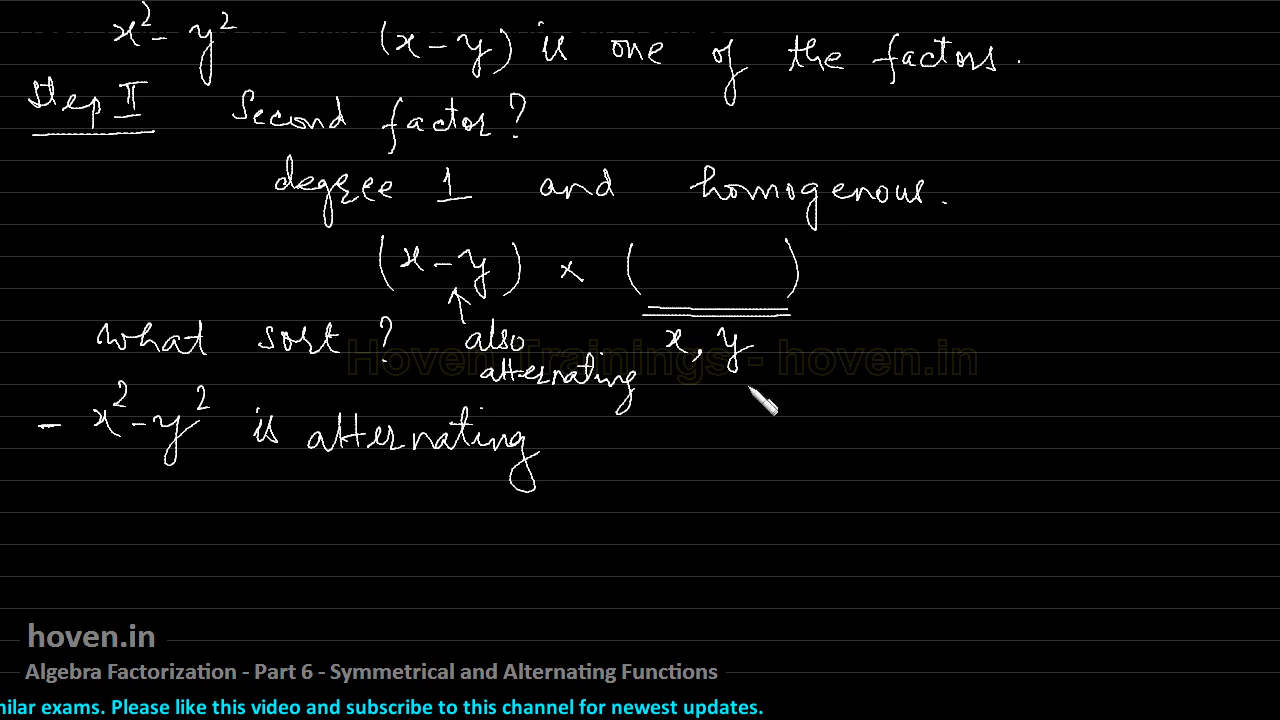 x² - y² (x - y) is one of the factors.
Step II Second factor?
degree 1 and homogenous.
(x - y) × ( )
what sort? also x, y
alternating
Hoven Trainings - hoven.in
- x² - y² is alternating
hoven.in
Algebra Factorization - Part 6 - Symmetrical and Alternating Functions
nilar exams. Please like this video and subscribe to this channel for newest updates.